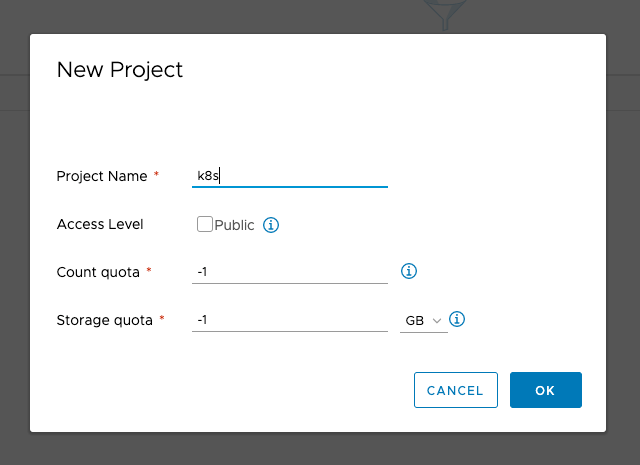 New Project
Project Name * k8s
Access Level Public
Count quota * -1
Storage quota * -1 GB
CANCEL OK